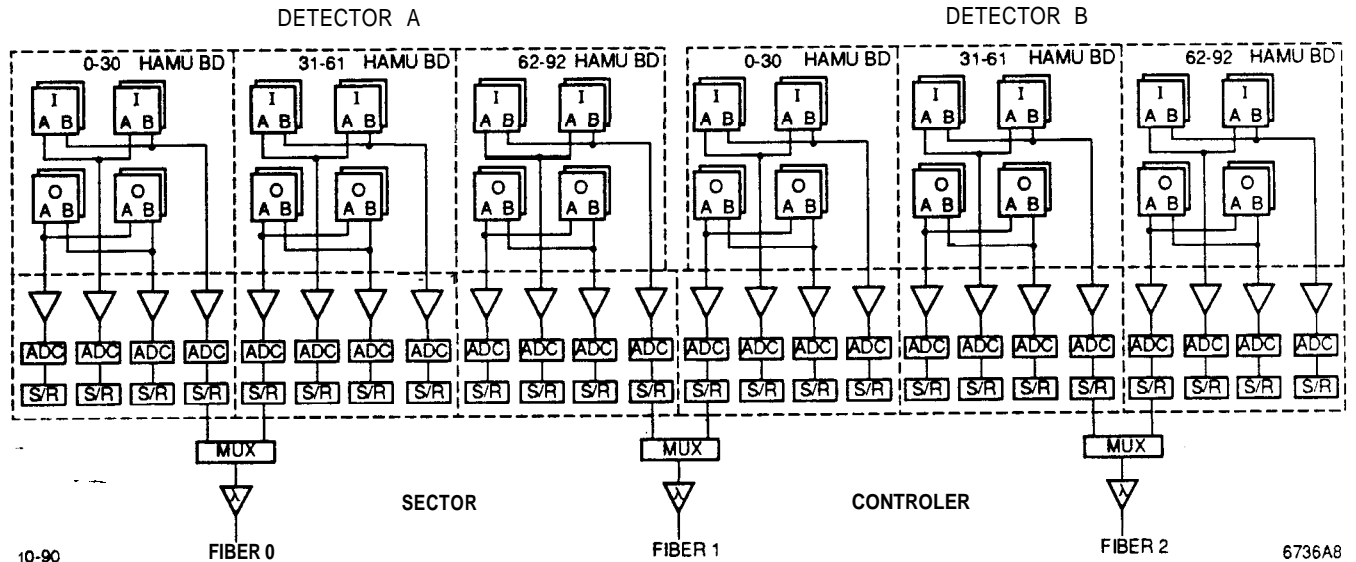 DETECTOR A DETECTOR B
0-30 HAMU BD 31-61 HAMU BD 62-92 HAMU BD 0-30 HAMU BD 31-61 HAMU BD 62-92 HAMU BD
I I I I I I I I I I I I
A B A B A B A B A B A B A B A B A B A B A B A B
O O O O O O O O O O O O
A B A B A B A B A B A B A B A B A B A B A B A B
ADC ADC ADC ADC ADC ADC ADC ADC ADC ADC ADC ADC ADC ADC ADC ADC ADC ADC ADC ADC ADC ADC ADC ADC
S/R S/R S/R S/R S/R S/R S/R S/R S/R S/R S/R S/R S/R S/R S/R S/R S/R S/R S/R S/R S/R S/R S/R S/R
MUX MUX MUX
λ λ λ
SECTOR CONTROLER
FIBER 0 FIBER 1 FIBER 2
10-90 6736A8